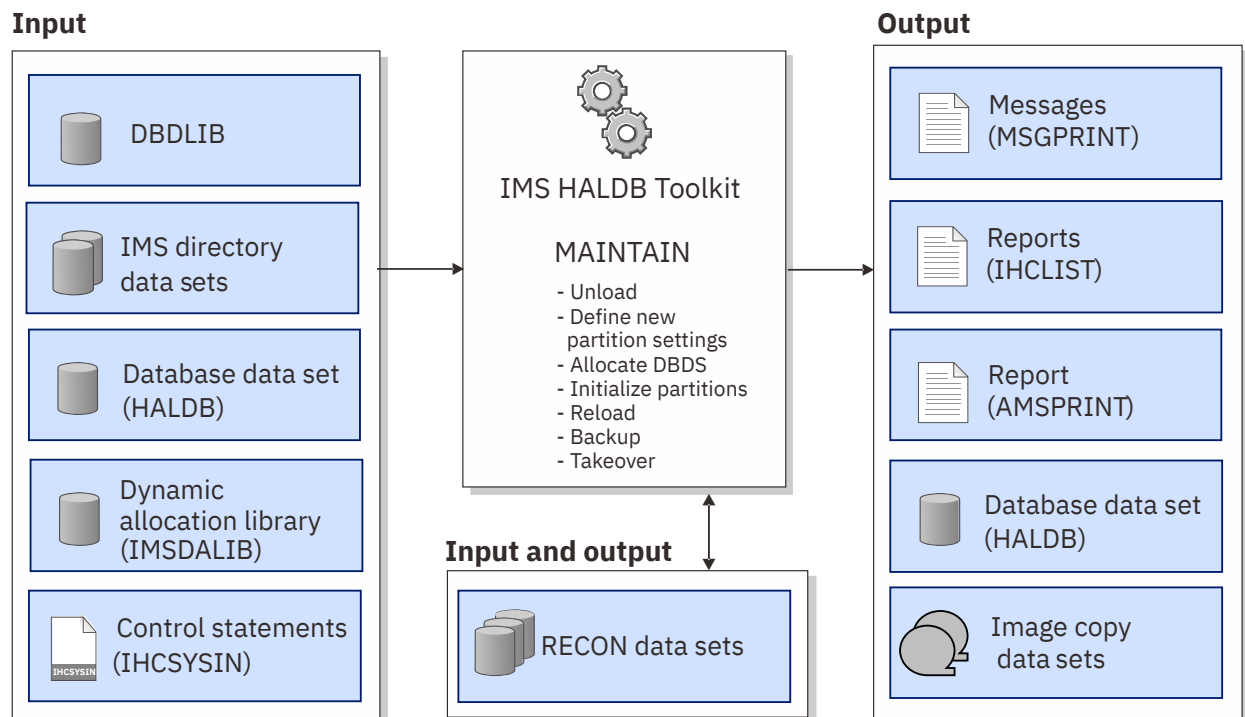 Input
DBDLIB
IMS directory
data sets
Database data set
(HALDB)
Dynamic
allocation library
(IMSDALIB)
IHCSYSIN
Control statements
(IHCSYSIN)
IMS HALDB Toolkit
MAINTAIN
- Unload
- Define new
partition settings
- Allocate DBDS
- Initialize partitions
- Reload
- Backup
- Takeover
Input and output
RECON data sets
Output
Messages
(MSGPRINT)
Reports
(IHCLIST)
Report
(AMSPRINT)
Database data set
(HALDB)
Image copy
data sets